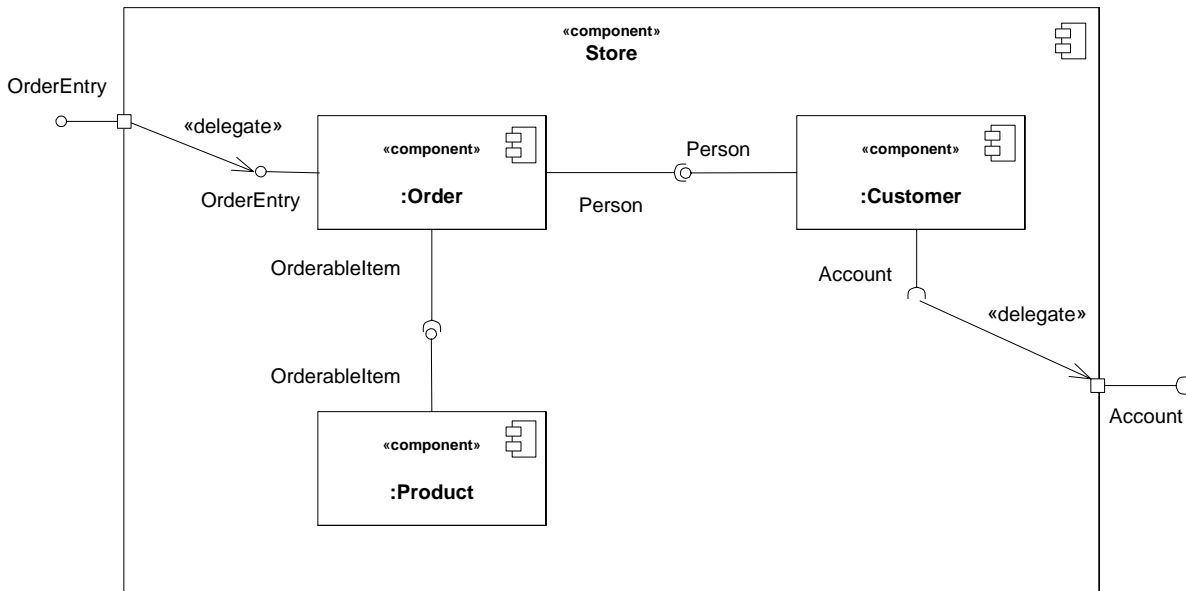 «component»
Store
OrderEntry
«delegate»
«component»
:Order
OrderEntry
Person
Person
«component»
:Customer
OrderableItem
Account
«delegate»
OrderableItem
Account
«component»
:Product